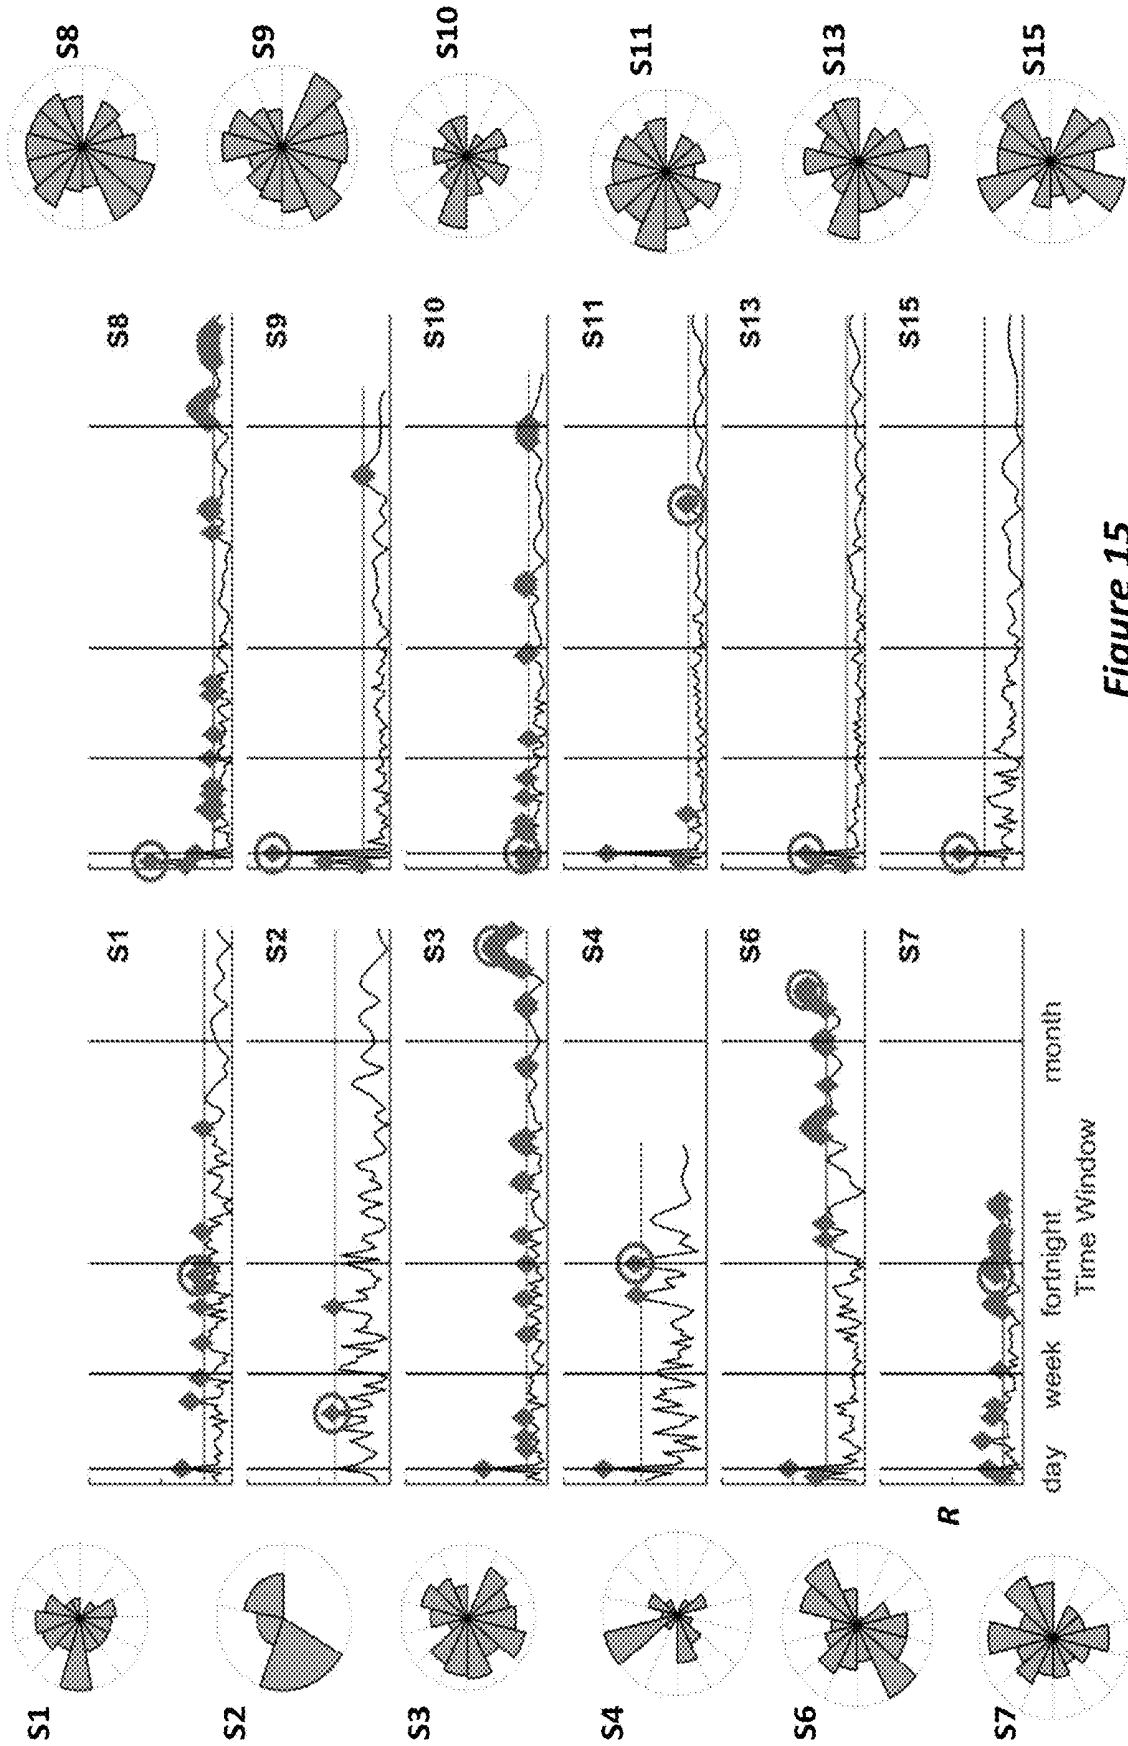 S1
S2
S3
S4
S6
S7
S1
S2
S3
S4
S6
S7
R
day week fortnight month
Time Window
S8
S9
S10
S11
S13
S15
S8
S9
S10
S11
S13
S15
Figure 15